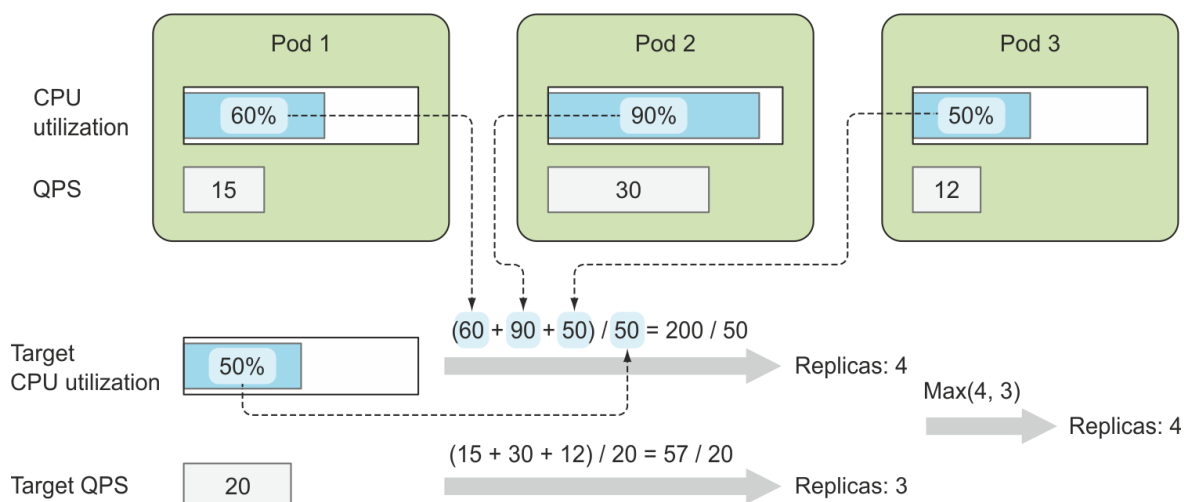 Pod 1
Pod 2
Pod 3
CPU
utilization
60%
90%
50%
QPS
15
30
12
(60 + 90 + 50) / 50 = 200 / 50
Target
CPU utilization
50%
Replicas: 4
Max(4, 3)
Replicas: 4
(15 + 30 + 12) / 20 = 57 / 20
Target QPS
20
Replicas: 3